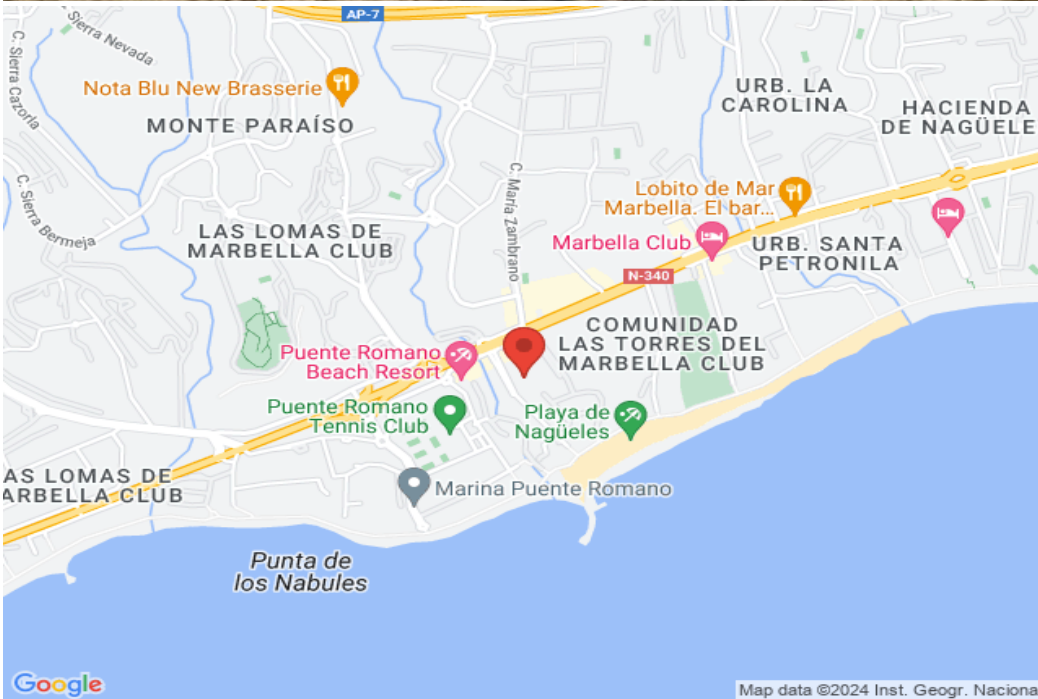 AP-7
C. Sierra Nevada
C. Sierra Cazorla
Nota Blu New Brasserie
MONTE PARAÍSO
URB. LA
CAROLINA
HACIENDA
DE NAGÜELE
C. María Zambrano
C. Sierra Bermeja
Lobito de Mar
Marbella. El bar...
LAS LOMAS DE
MARBELLA CLUB
Marbella Club
URB. SANTA
PETRONILA
N-340
COMUNIDAD
LAS TORRES DEL
MARBELLA CLUB
Puente Romano
Beach Resort
Puente Romano
Tennis Club
Playa de
Nagüeles
AS LOMAS DE
ARBELLA CLUB
Marina Puente Romano
Punta de
los Nabules
Google
Map data ©2024 Inst. Geogr. Naciona